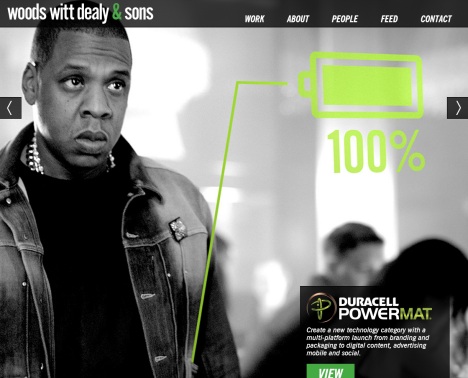 woods witt dealy & sons
WORK ABOUT PEOPLE FEED CONTACT
100%
DURACELL
POWERMAT
Create a new technology category with a
multi-platform launch from branding and
packaging to digital content, advertising
mobile and social.
VIEW